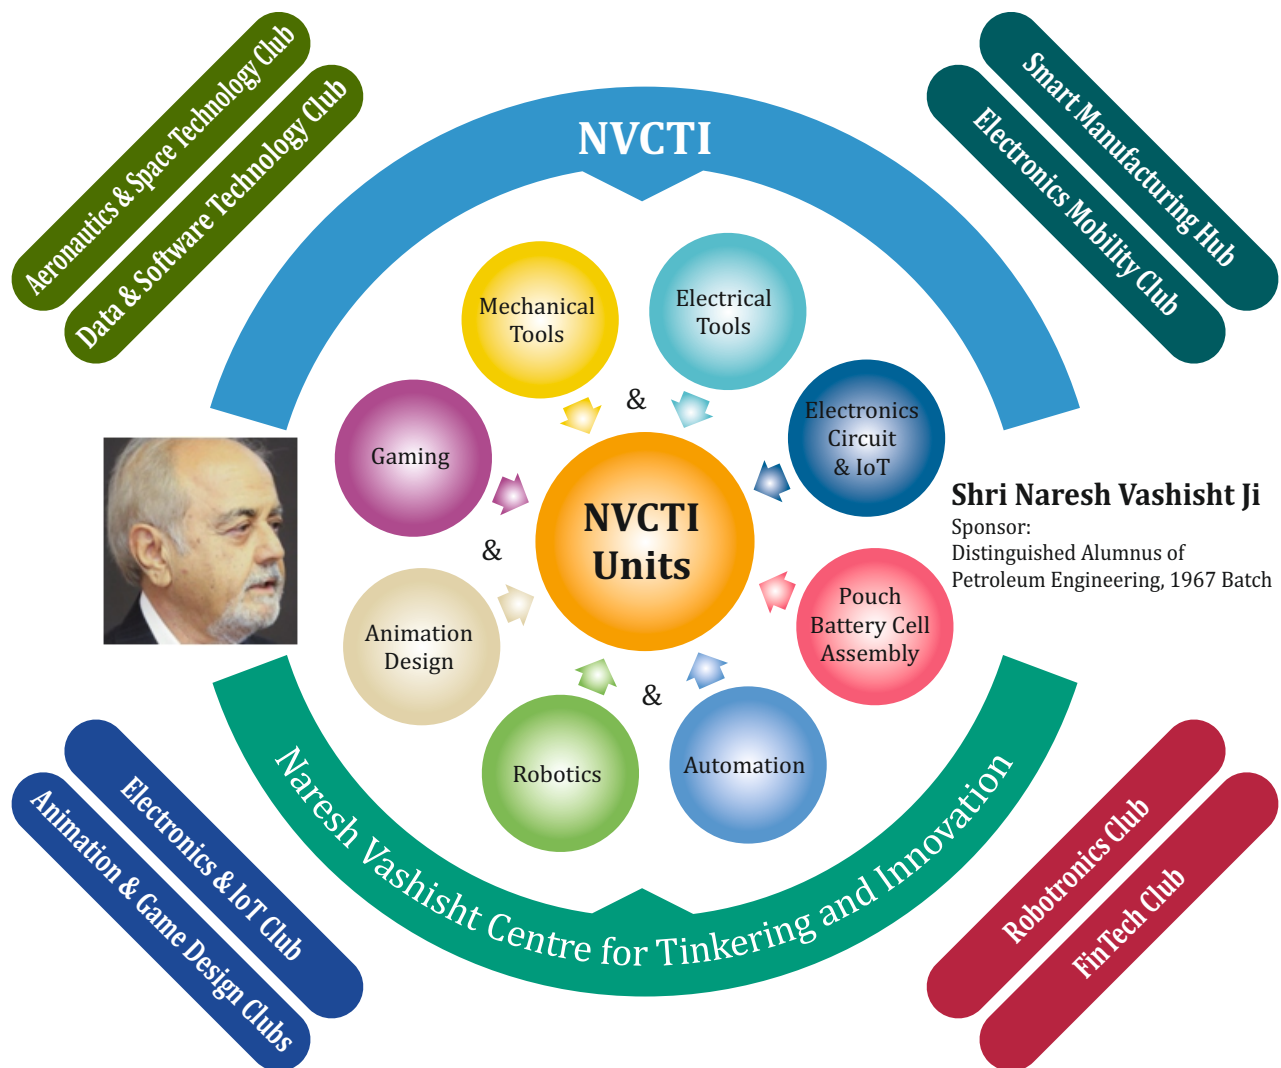 Aeronautics & Space Technology Club
Data & Software Technology Club
Smart Manufacturing Hub
Electronics Mobility Club
NVCTI
Mechanical
Tools
Electrical
Tools
&
Gaming
Electronics
Circuit
& IoT
NVCTI
Units
&
Shri Naresh Vashisht Ji
Sponsor:
Distinguished Alumnus of
Petroleum Engineering, 1967 Batch
Animation
Design
Pouch
Battery Cell
Assembly
&
Robotics
Automation
Naresh Vashisht Centre for Tinkering and Innovation
Electronics & IoT Club
Animation & Game Design Clubs
Robotronics Club
FinTech Club